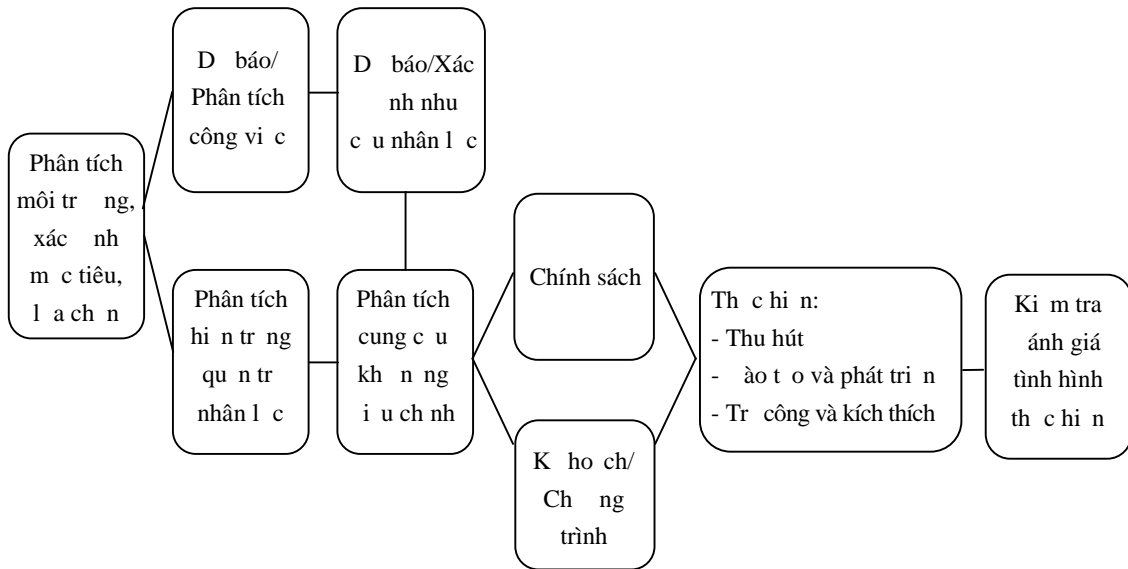 Phân tích
môi tr ng,
xác nh
m c tiêu,
l a ch n
D báo/
Phân tích
công vi c
D báo/Xác
nh nhu
c u nhân l c
Phân tích
hi n tr ng
qu n tr
nhân l c
Phân tích
cung c u
kh n ng
i u ch nh
Chính sách
K ho ch/
Ch ng
trình
Th c hi n:
- Thu hút
- ào t o và phát tri n
- Tr công và kích thích
Ki m tra
ánh giá
tình hình
th c hi n